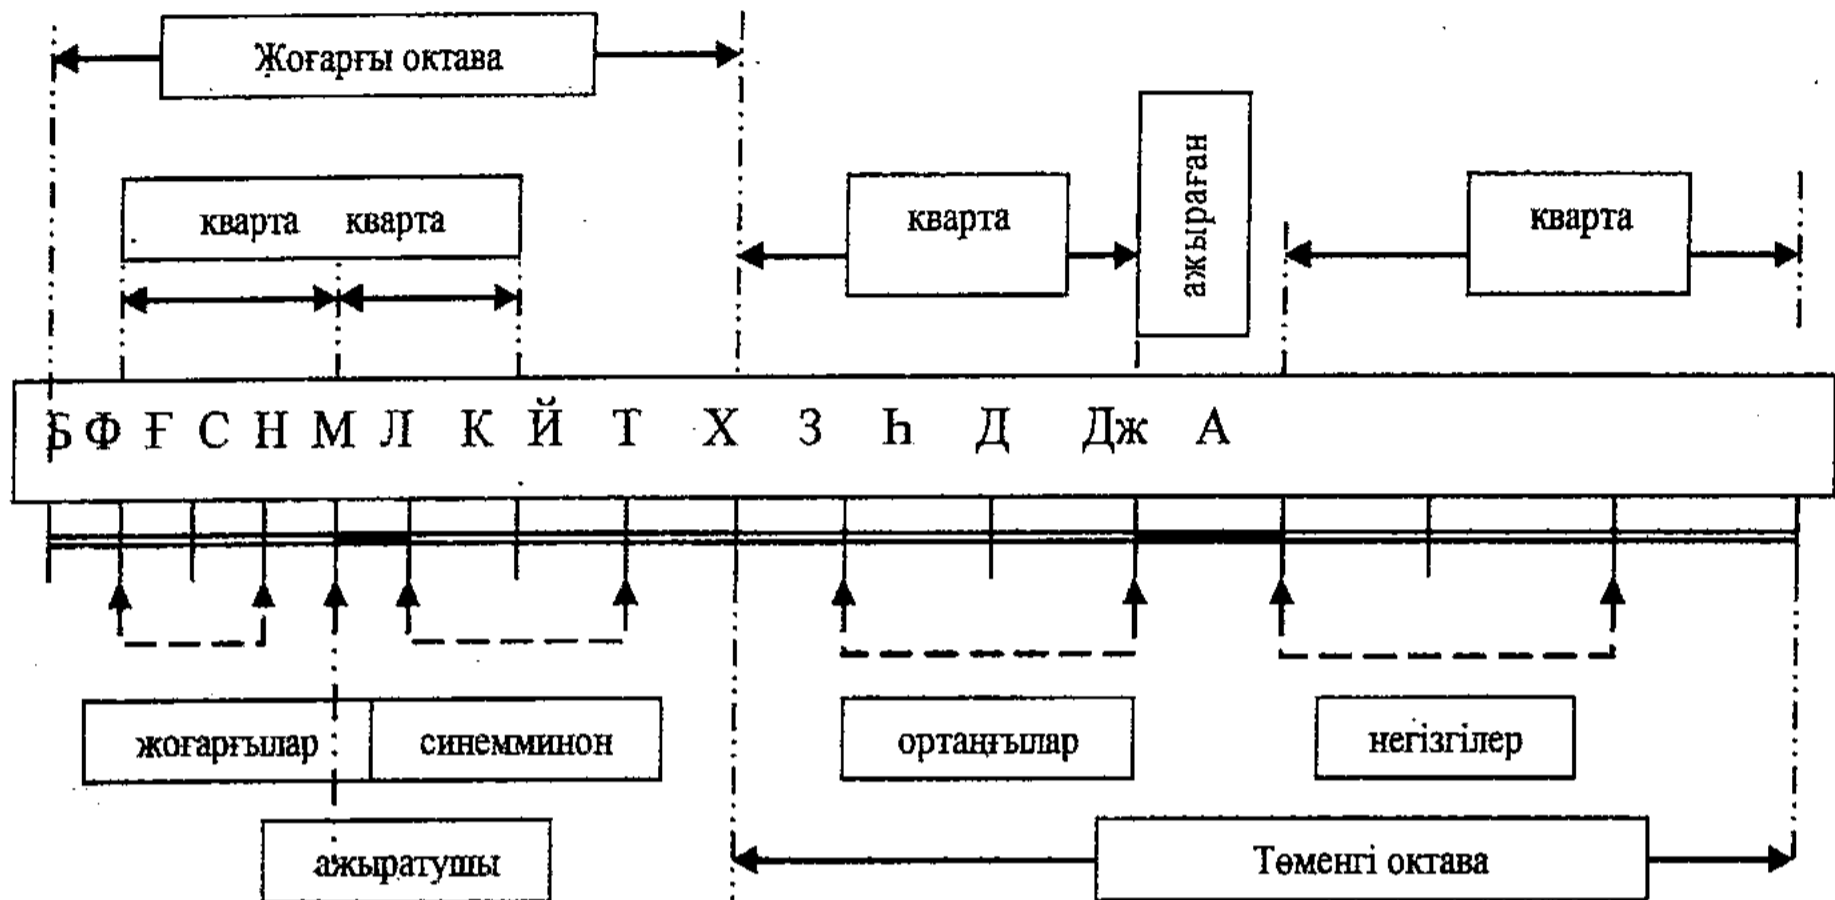 Жоғарғы октава
ажыраған
кварта кварта
кварта
кварта
Б Ф Ғ С Н М Л К Й Т Х З Һ Д Дж А
жоғарғылар
синемминон
ортаңғылар
негізгілер
ажыратушы
Төменгі октава